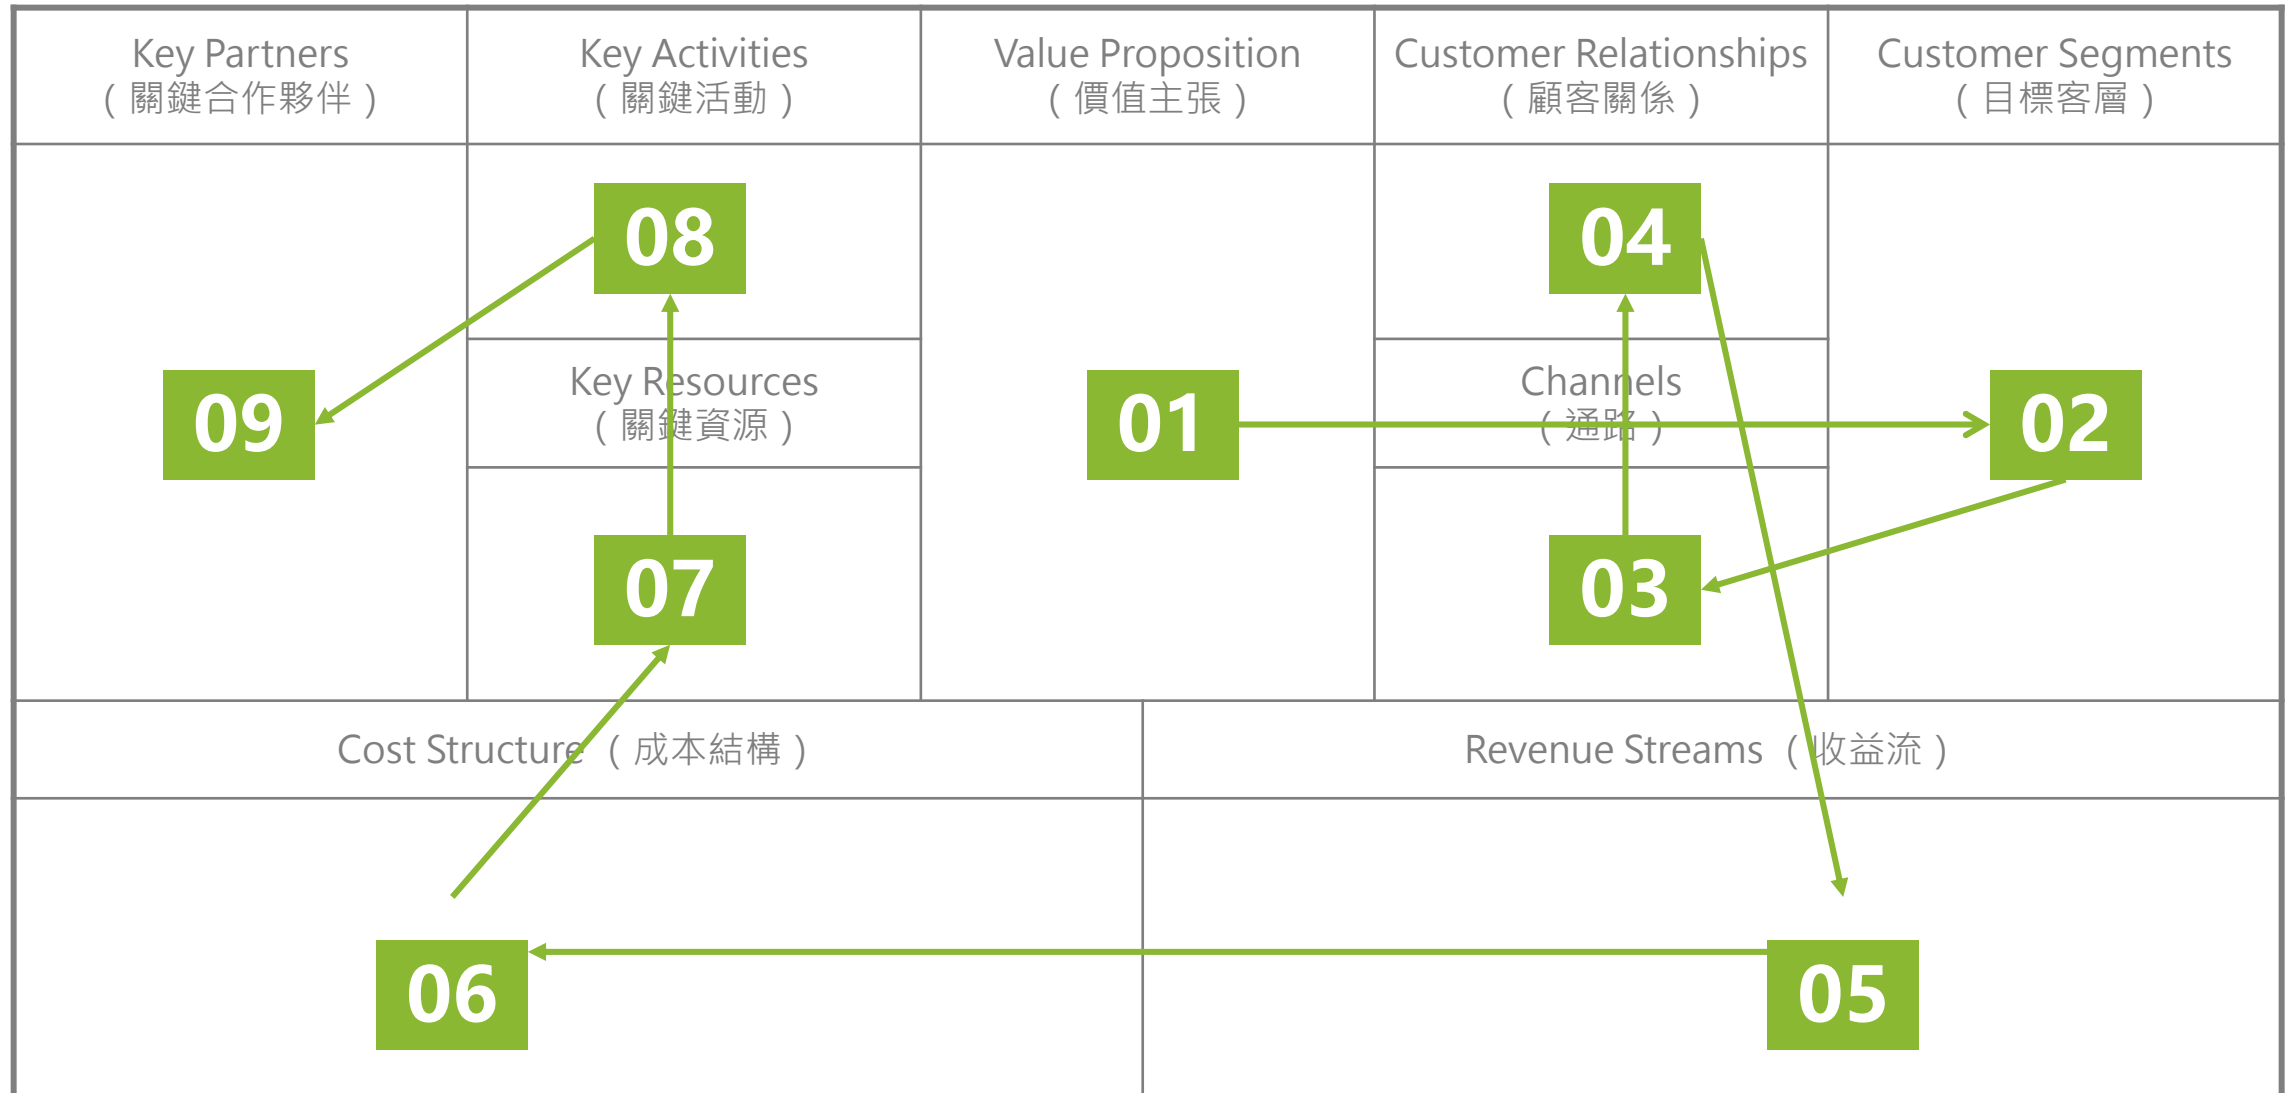 Key Partners
（關鍵合作夥伴）
Key Activities
（關鍵活動）
Value Proposition
（價值主張）
Customer Relationships
（顧客關係）
Customer Segments
（目標客層）
08
04
Key Resources
（關鍵資源）
Channels
（通路）
09
01
02
07
03
Cost Structure （成本結構）
Revenue Streams （收益流）
06
05